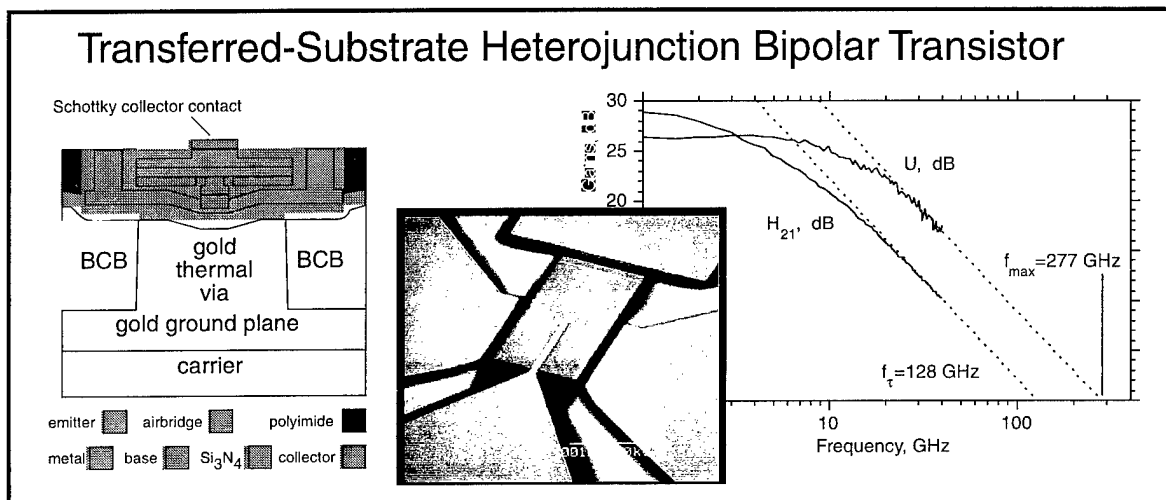 Transferred-Substrate Heterojunction Bipolar Transistor
Schottky collector contact
BCB
gold
thermal
via
BCB
gold ground plane
carrier
emitter
airbridge
polyimide
metal
base
Si₃N₄
collector
30
25
20
Gains, dB
U, dB
H₂₁, dB
fmax=277 GHz
fτ=128 GHz
10
100
Frequency, GHz